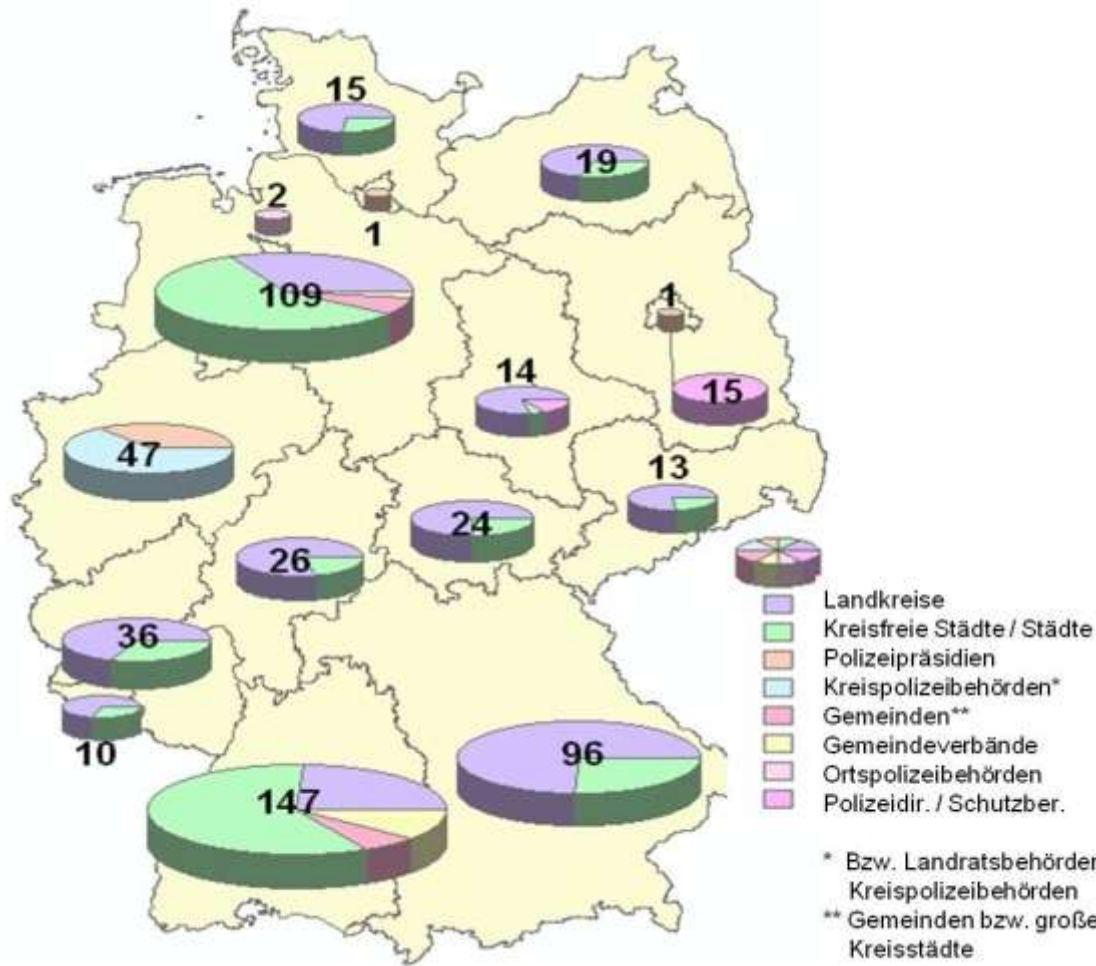 15
19
2
1
109
1
14
15
47
13
24
26
36
10
96
147
Landkreise
Kreisfreie Städte / Städte
Polizeipräsidien
Kreispolizeibehörden*
Gemeinden**
Gemeindeverbände
Ortspolizeibehörden
Polizeidir. / Schutzber.
* Bzw. Landratsbehörden
Kreispolizeibehörden
** Gemeinden bzw. große
Kreisstädte